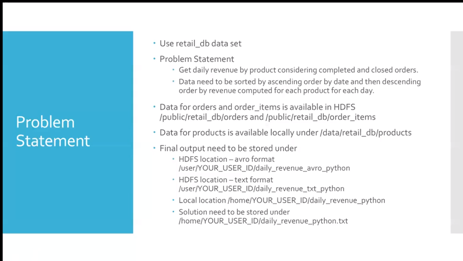 Problem
Statement
• Use retail_db data set
• Problem Statement
• Get daily revenue by product considering completed and closed orders.
• Data need to be sorted by ascending order by date and then descending
order by revenue computed for each product for each day.
• Data for orders and order_items is available in HDFS
/public/retail_db/orders and /public/retail_db/order_items
• Data for products is available locally under /data/retail_db/products
• Final output need to be stored under
• HDFS location – avro format
/user/YOUR_USER_ID/daily_revenue_avro_python
• HDFS location – text format
/user/YOUR_USER_ID/daily_revenue_txt_python
• Local location /home/YOUR_USER_ID/daily_revenue_python
• Solution need to be stored under
/home/YOUR_USER_ID/daily_revenue_python.txt